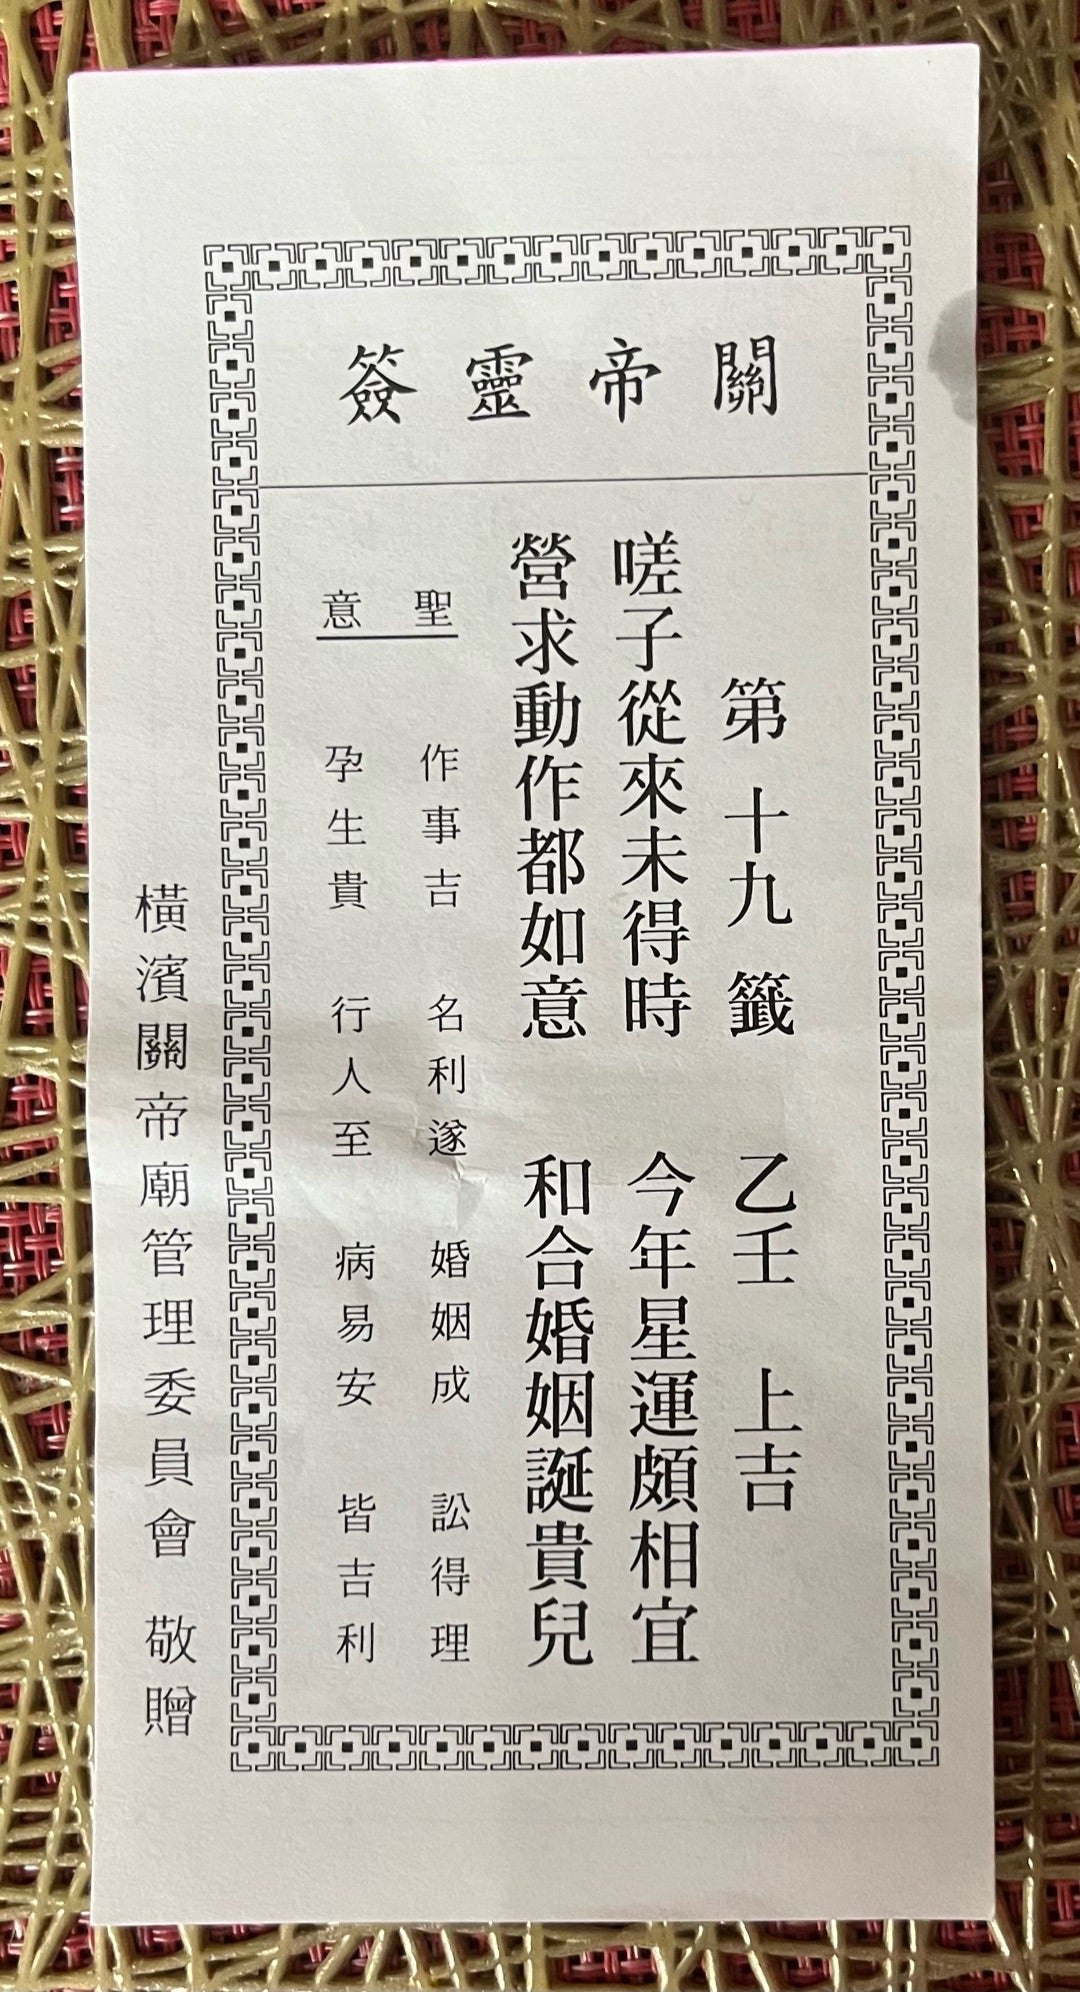 關帝靈簽
第十九籤 乙壬 上吉
嗟子從來未得時 今年星運頗相宜
營求動作都如意 和合婚姻誕貴兒
聖意
作事吉 名利遂 婚姻成 訟得理
孕生貴 行人至 病易安 皆吉利
橫濱關帝廟管理委員會 敬贈